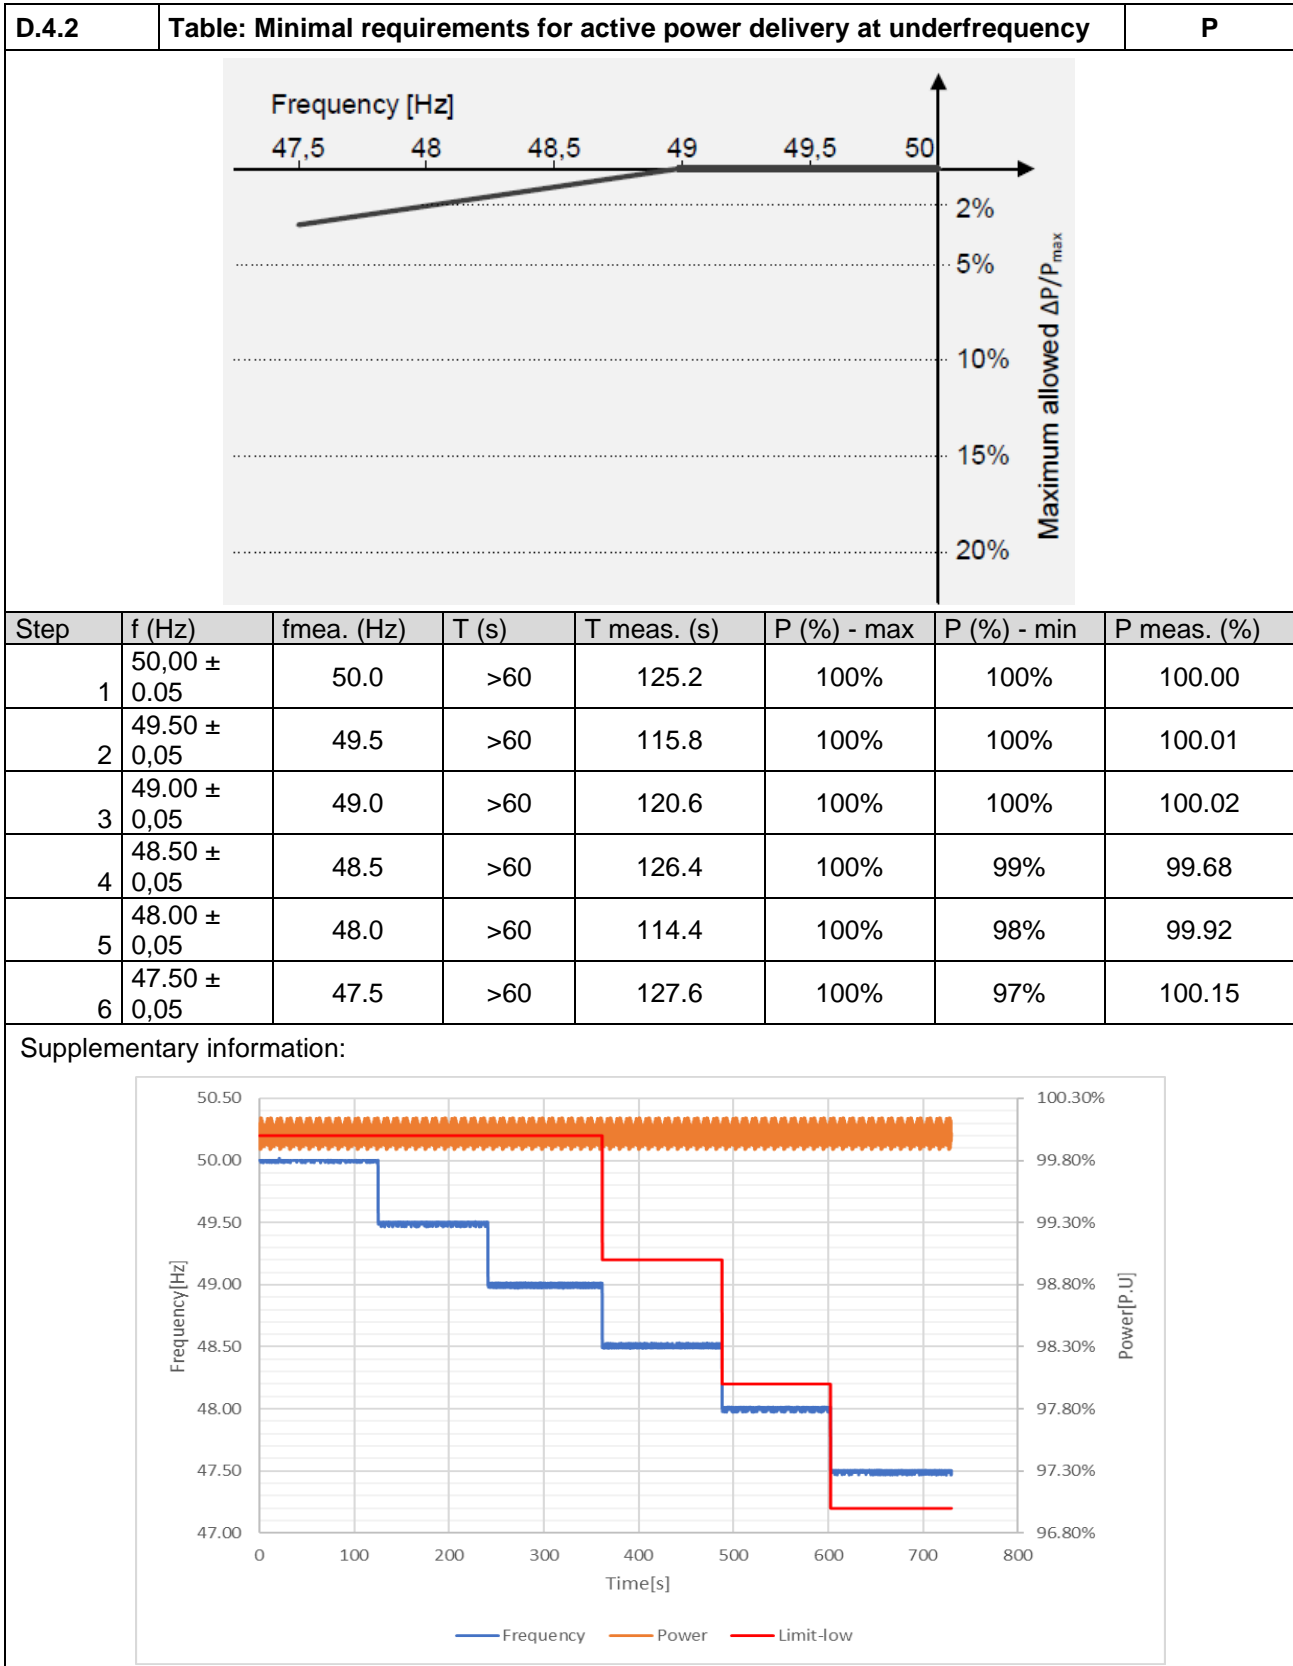 D.4.2 Table: Minimal requirements for active power delivery at underfrequency P
Frequency [Hz]
47,5 48 48,5 49 49,5 50
2%
5%
10%
15%
20%
Maximum allowed ΔP/Pmax
Step f (Hz) fmea. (Hz) T (s) T meas. (s) P (%) - max P (%) - min P meas. (%)
1 50,00 ± 0.05 50.0 >60 125.2 100% 100% 100.00
2 49.50 ± 0,05 49.5 >60 115.8 100% 100% 100.01
3 49.00 ± 0,05 49.0 >60 120.6 100% 100% 100.02
4 48.50 ± 0,05 48.5 >60 126.4 100% 99% 99.68
5 48.00 ± 0,05 48.0 >60 114.4 100% 98% 99.92
6 47.50 ± 0,05 47.5 >60 127.6 100% 97% 100.15
Supplementary information:
50.50 100.30%
50.00 99.80%
49.50 99.30%
49.00 98.80%
48.50 98.30%
48.00 97.80%
47.50 97.30%
47.00 96.80%
Frequency[Hz]
Power[P.U]
0 100 200 300 400 500 600 700 800
Time[s]
Frequency Power Limit-low